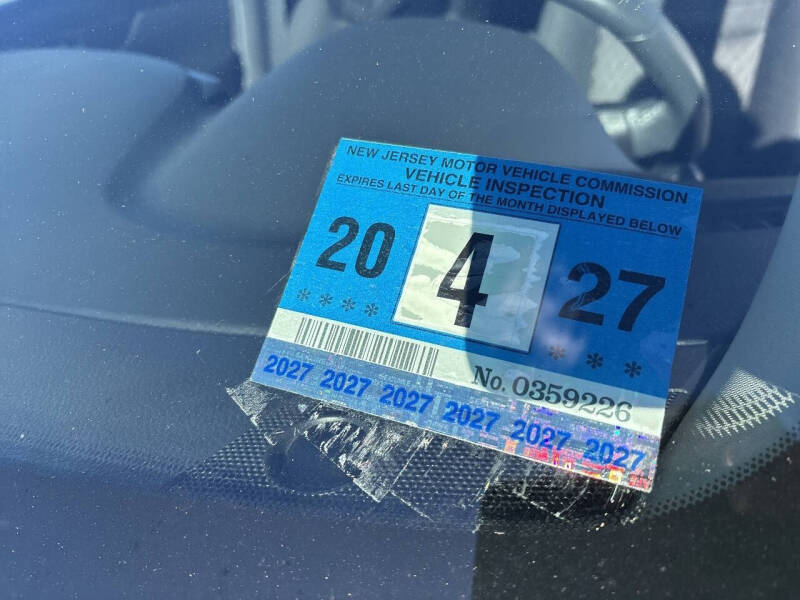 NEW JERSEY MOTOR VEHICLE COMMISSION
VEHICLE INSPECTION
EXPIRES LAST DAY OF THE MONTH DISPLAYED BELOW
20 4 27
**** ***
No. 0359226
2027 2027 2027 2027 2027 2027